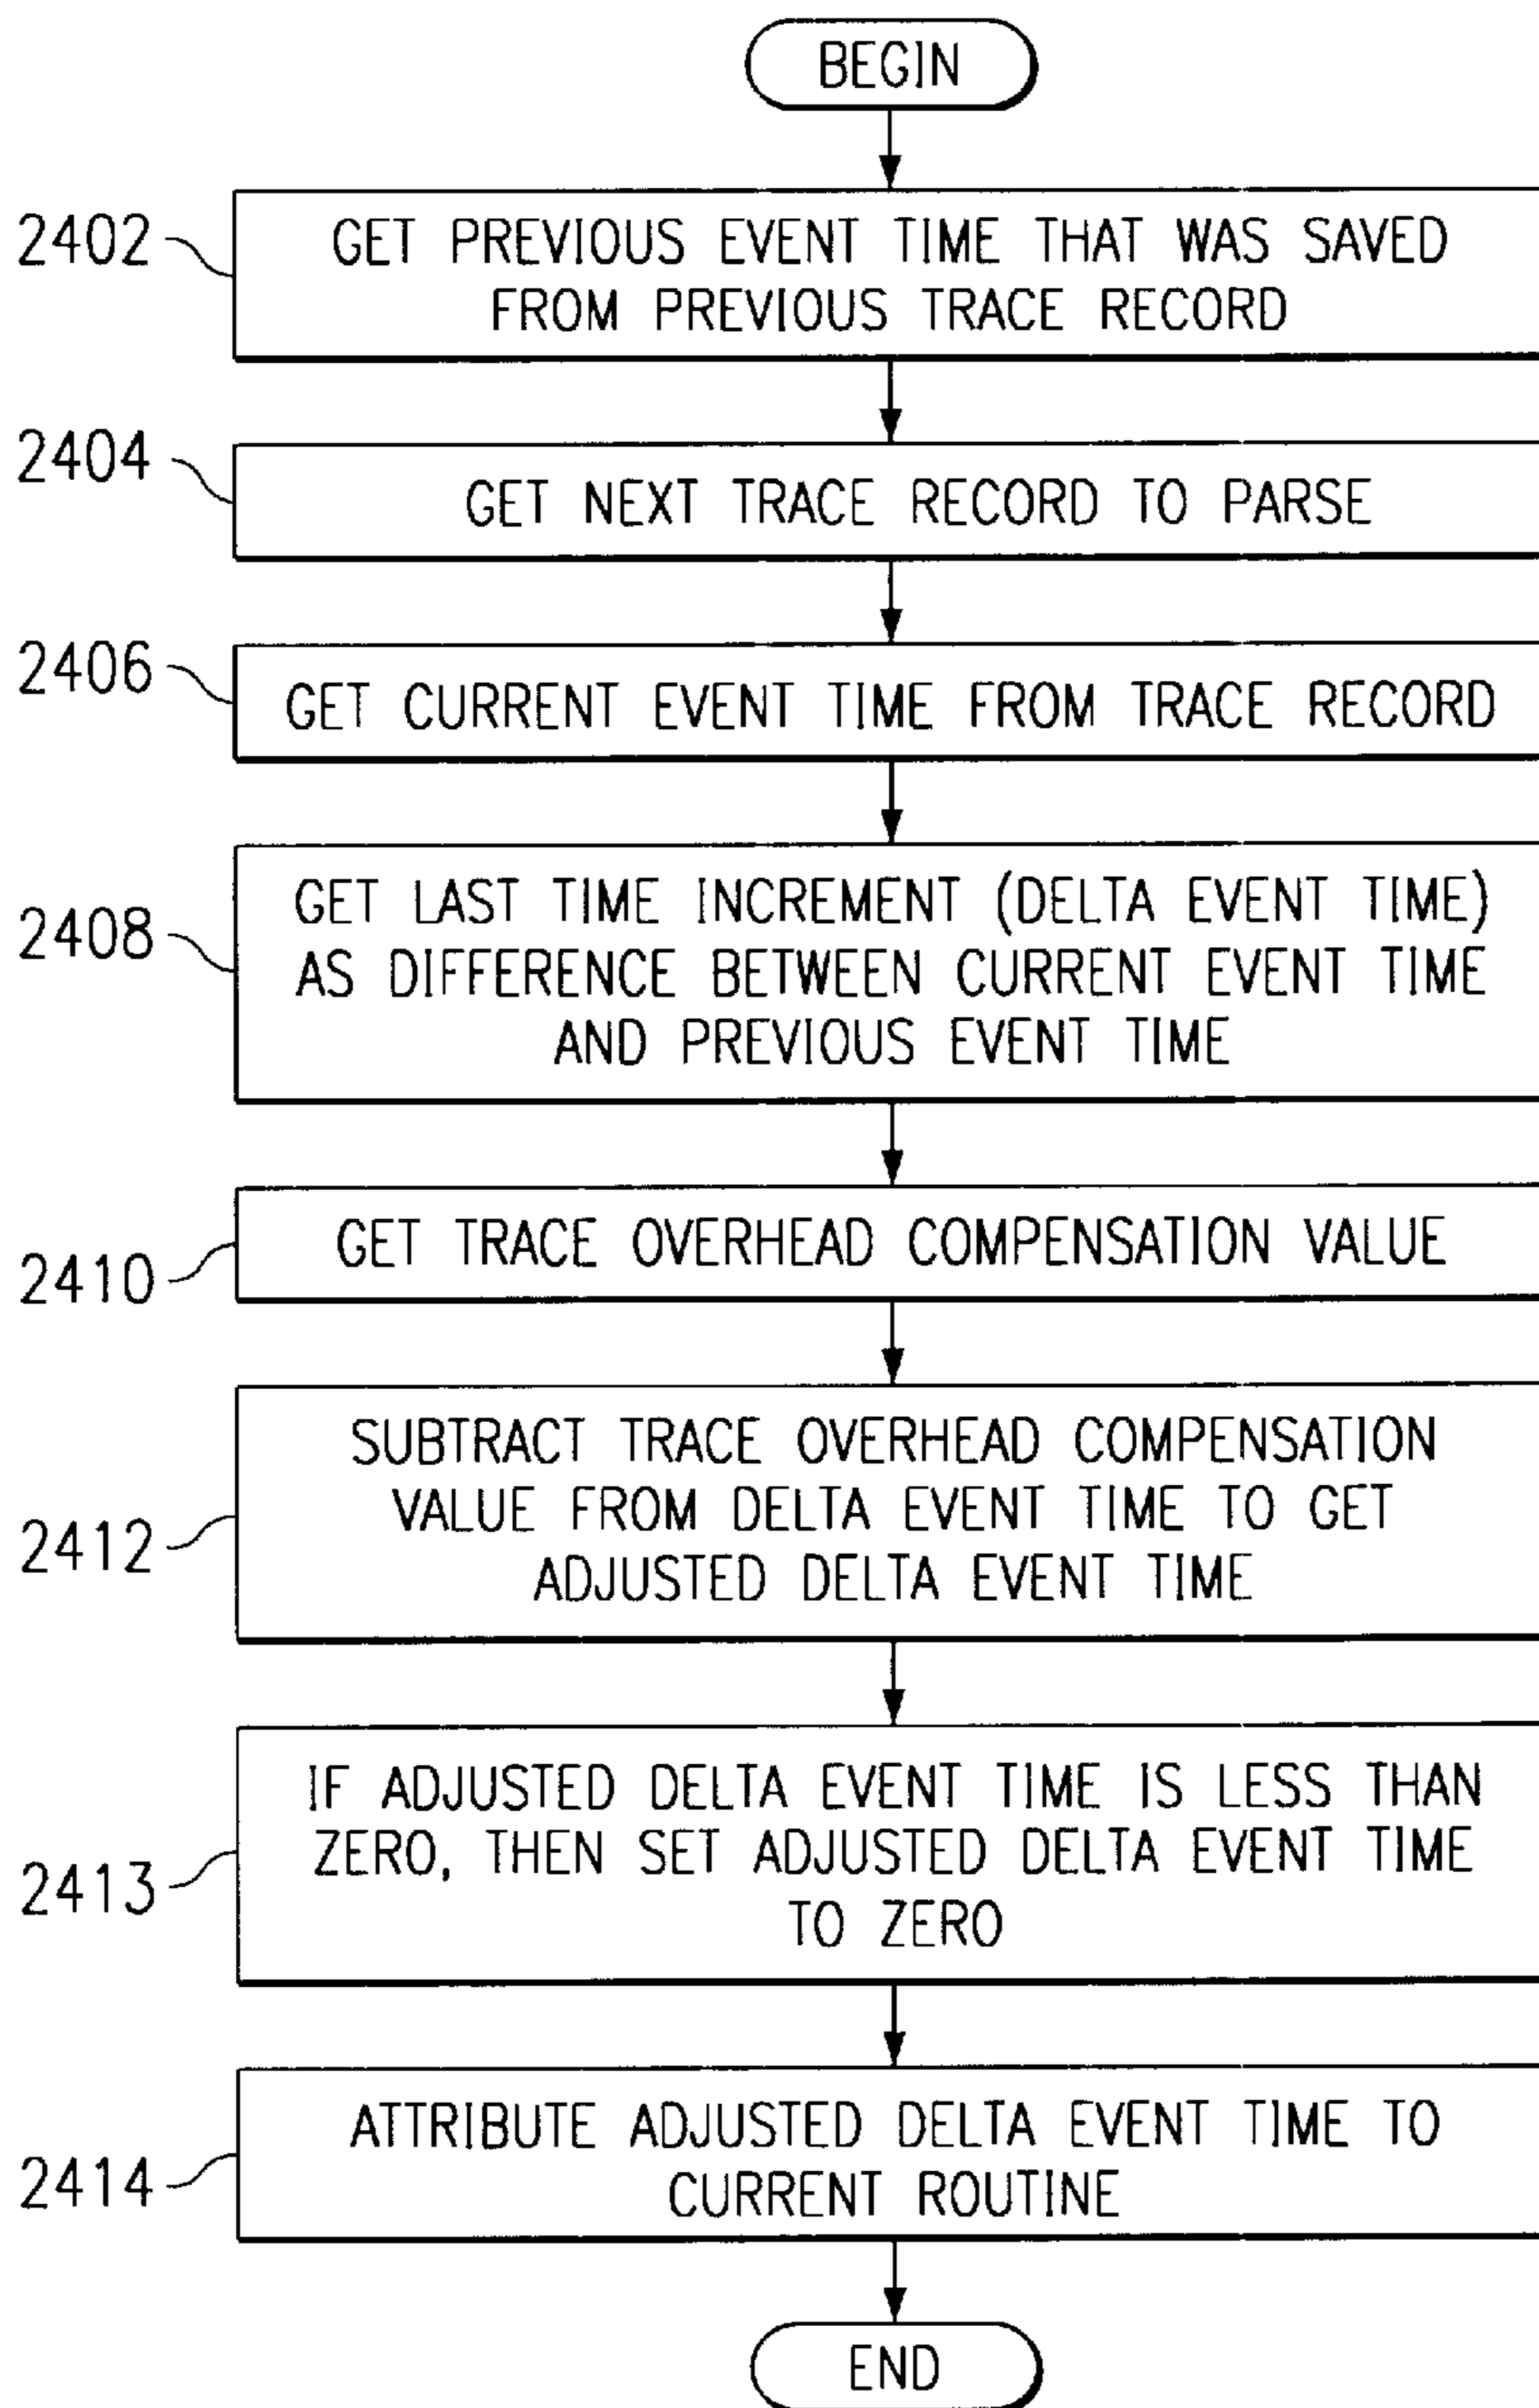 BEGIN
2402
GET PREVIOUS EVENT TIME THAT WAS SAVED
FROM PREVIOUS TRACE RECORD
2404
GET NEXT TRACE RECORD TO PARSE
2406
GET CURRENT EVENT TIME FROM TRACE RECORD
2408
GET LAST TIME INCREMENT (DELTA EVENT TIME)
AS DIFFERENCE BETWEEN CURRENT EVENT TIME
AND PREVIOUS EVENT TIME
2410
GET TRACE OVERHEAD COMPENSATION VALUE
2412
SUBTRACT TRACE OVERHEAD COMPENSATION
VALUE FROM DELTA EVENT TIME TO GET
ADJUSTED DELTA EVENT TIME
2413
IF ADJUSTED DELTA EVENT TIME IS LESS THAN
ZERO, THEN SET ADJUSTED DELTA EVENT TIME
TO ZERO
2414
ATTRIBUTE ADJUSTED DELTA EVENT TIME TO
CURRENT ROUTINE
END